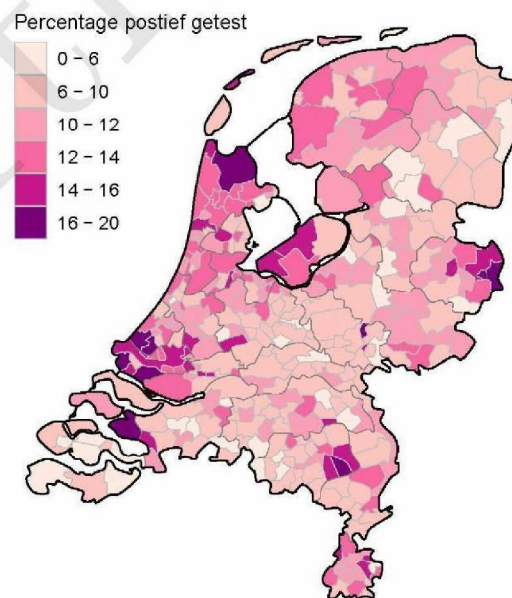 Percentage postief getest
0 – 6
6 – 10
10 – 12
12 – 14
14 – 16
16 – 20